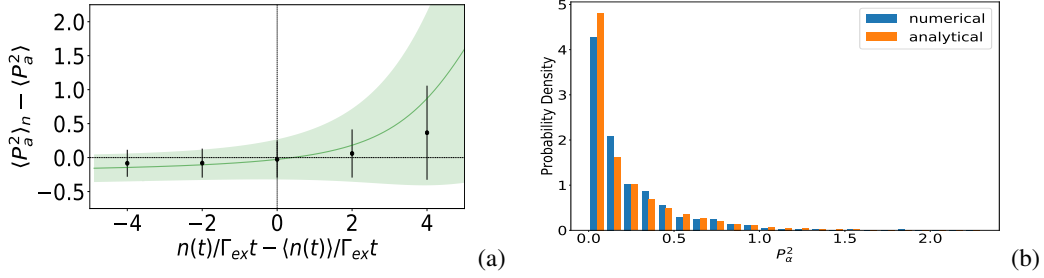 2.0
1.5
1.0
0.5
0.0
−0.5
⟨P_a^2⟩_n − ⟨P_a^2⟩
−4 −2 0 2 4
n(t)/Γ_ex t − ⟨n(t)⟩/Γ_ex t
(a)
numerical
analytical
5
4
3
2
1
0
Probability Density
0.0 0.5 1.0 1.5 2.0
P_α^2
(b)